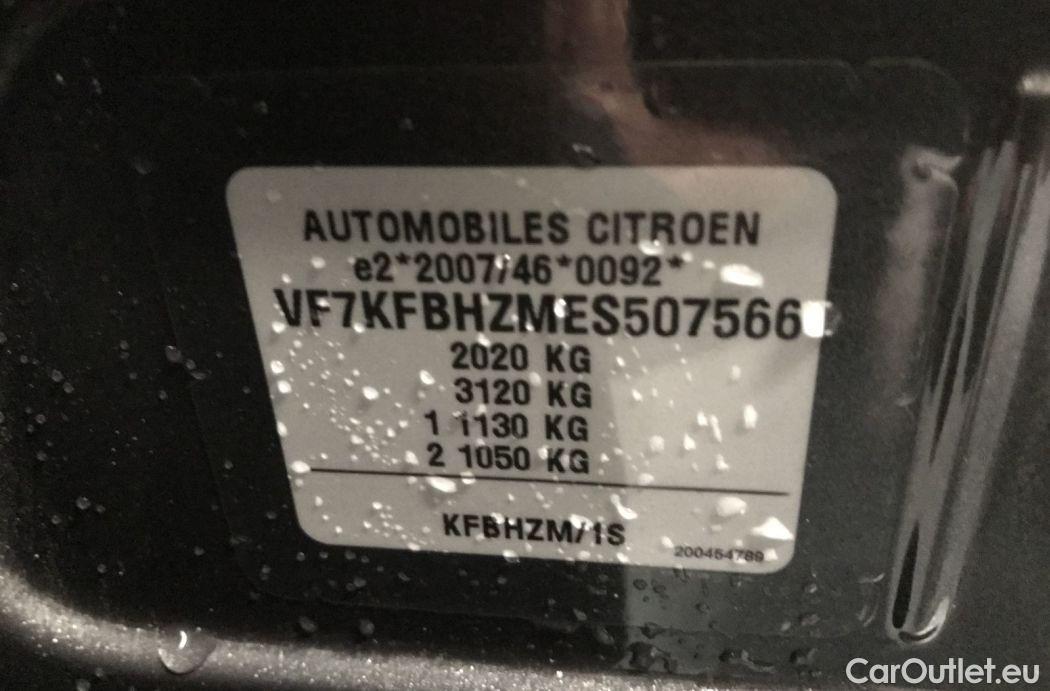 AUTOMOBILES CITROEN
e2*2007/46*0092*
VF7KFBHZMES507566
2020 KG
3120 KG
1 1130 KG
2 1050 KG
KFBHZM/1S
200454789
CarOutlet.eu